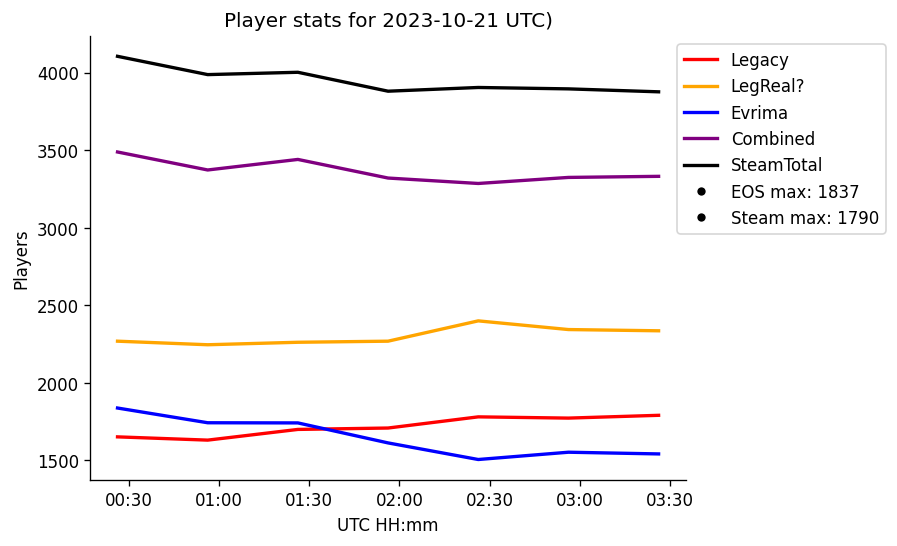 Player stats for 2023-10-21 UTC)
Legacy
LegReal?
Evrima
Combined
SteamTotal
EOS max: 1837
Steam max: 1790
Players
4000
3500
3000
2500
2000
1500
00:30 01:00 01:30 02:00 02:30 03:00 03:30
UTC HH:mm